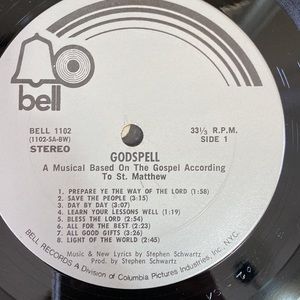 bell
BELL 1102
(1102-SA-BW)
STEREO
33⅓ R.P.M.
SIDE 1
GODSPELL
A Musical Based On The Gospel According
To St. Matthew
1. PREPARE YE THE WAY OF THE LORD (1:58)
2. SAVE THE PEOPLE (3:15)
3. DAY BY DAY (3:07)
4. LEARN YOUR LESSONS WELL (1:19)
5. BLESS THE LORD (2:54)
6. ALL FOR THE BEST (2:23)
7. ALL GOOD GIFTS (3:26)
8. LIGHT OF THE WORLD (2:45)
Music & New Lyrics by Stephen Schwartz
Prod. by Stephen Schwartz
BELL RECORDS A Division of Columbia Pictures Industries, Inc. N.Y.C.